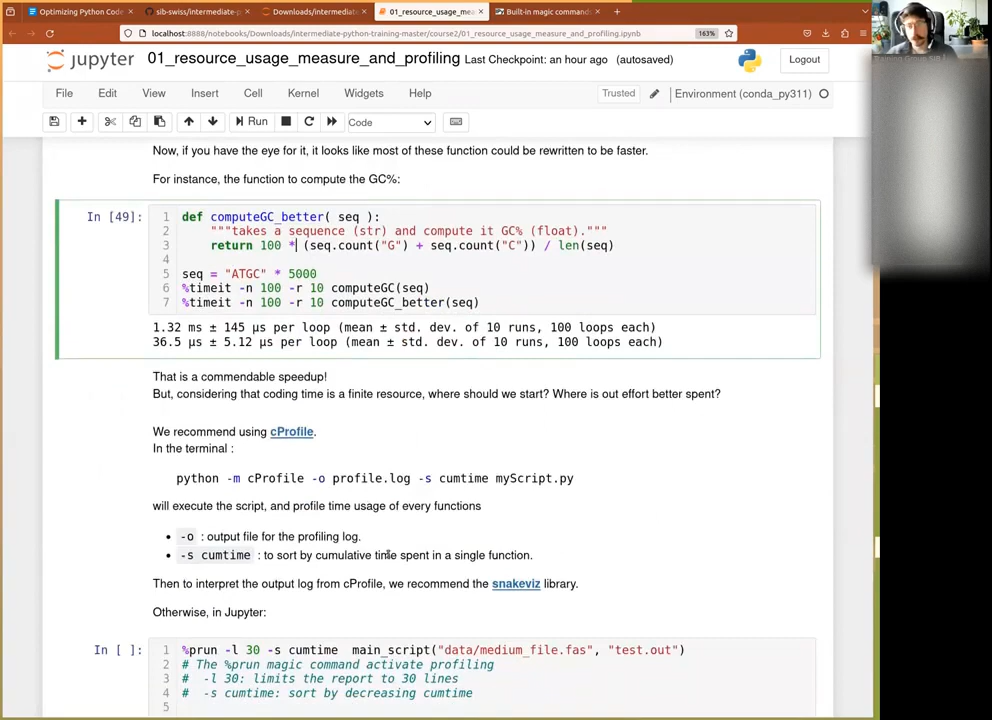 Optimizing Python Code
sib-swiss/intermediate-p
Downloads/intermediate
01_resource_usage_mea
Built-in magic commands
localhost:8888/notebooks/Downloads/intermediate-python-training-master/course2/01_resource_usage_measure_and_profiling.ipynb
163%
jupyter 01_resource_usage_measure_and_profiling Last Checkpoint: an hour ago (autosaved)
Logout
File Edit View Insert Cell Kernel Widgets Help
Trusted
Environment (conda_py311)
Run
Code
Now, if you have the eye for it, it looks like most of these function could be rewritten to be faster.
For instance, the function to compute the GC%:
In [49]:
1 def computeGC_better( seq ):
2 """takes a sequence (str) and compute it GC% (float)."""
3 return 100 * (seq.count("G") + seq.count("C")) / len(seq)
4
5 seq = "ATGC" * 5000
6 %timeit -n 100 -r 10 computeGC(seq)
7 %timeit -n 100 -r 10 computeGC_better(seq)
1.32 ms ± 145 µs per loop (mean ± std. dev. of 10 runs, 100 loops each)
36.5 µs ± 5.12 µs per loop (mean ± std. dev. of 10 runs, 100 loops each)
That is a commendable speedup!
But, considering that coding time is a finite resource, where should we start? Where is out effort better spent?
We recommend using cProfile.
In the terminal :
python -m cProfile -o profile.log -s cumtime myScript.py
will execute the script, and profile time usage of every functions
• -o : output file for the profiling log.
• -s cumtime : to sort by cumulative time spent in a single function.
Then to interpret the output log from cProfile, we recommend the snakeviz library.
Otherwise, in Jupyter:
In [ ]:
1 %prun -l 30 -s cumtime main_script("data/medium_file.fas", "test.out")
2 # The %prun magic command activate profiling
3 # -l 30: limits the report to 30 lines
4 # -s cumtime: sort by decreasing cumtime
5